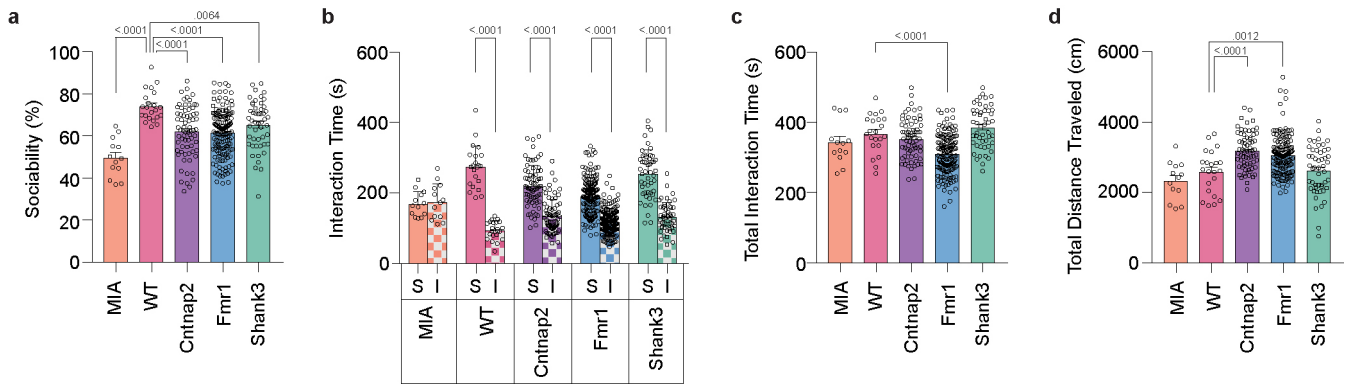 a
Sociability (%)
100
80
60
40
20
0
<.0001
.0064
<.0001
<.0001
MIA
WT
Cntnap2
Fmr1
Shank3
b
Interaction Time (s)
600
400
200
0
<.0001
<.0001
<.0001
<.0001
S I S I S I S I S I
MIA
WT
Cntnap2
Fmr1
Shank3
c
Total Interaction Time (s)
600
400
200
0
<.0001
MIA
WT
Cntnap2
Fmr1
Shank3
d
Total Distance Traveled (cm)
6000
4000
2000
0
.0012
<.0001
MIA
WT
Cntnap2
Fmr1
Shank3